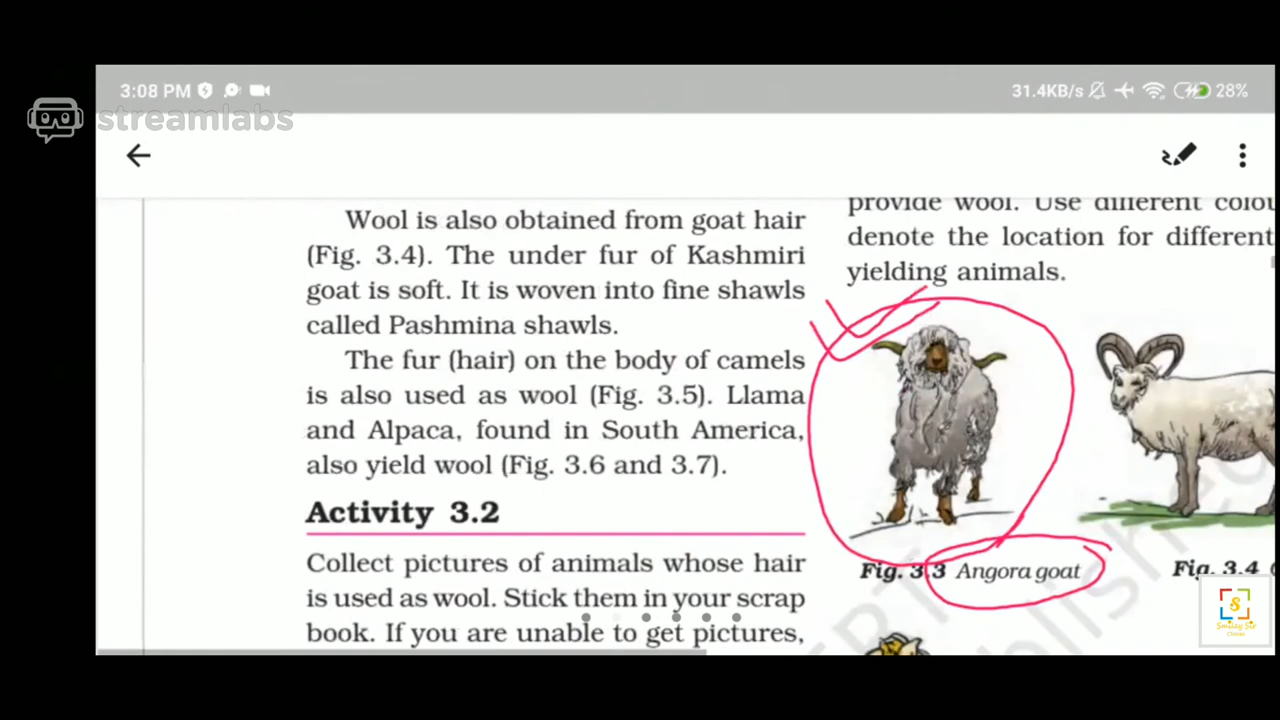 3:08 PM
31.4KB/s
28%
streamlabs
Wool is also obtained from goat hair
(Fig. 3.4). The under fur of Kashmiri
goat is soft. It is woven into fine shawls
called Pashmina shawls.
The fur (hair) on the body of camels
is also used as wool (Fig. 3.5). Llama
and Alpaca, found in South America,
also yield wool (Fig. 3.6 and 3.7).
Activity 3.2
Collect pictures of animals whose hair
is used as wool. Stick them in your scrap
book. If you are unable to get pictures,
provide wool. Use different colou
denote the location for different
yielding animals.
Fig. 3.3 Angora goat
Fig. 3.4
Smiley Sir
Classes